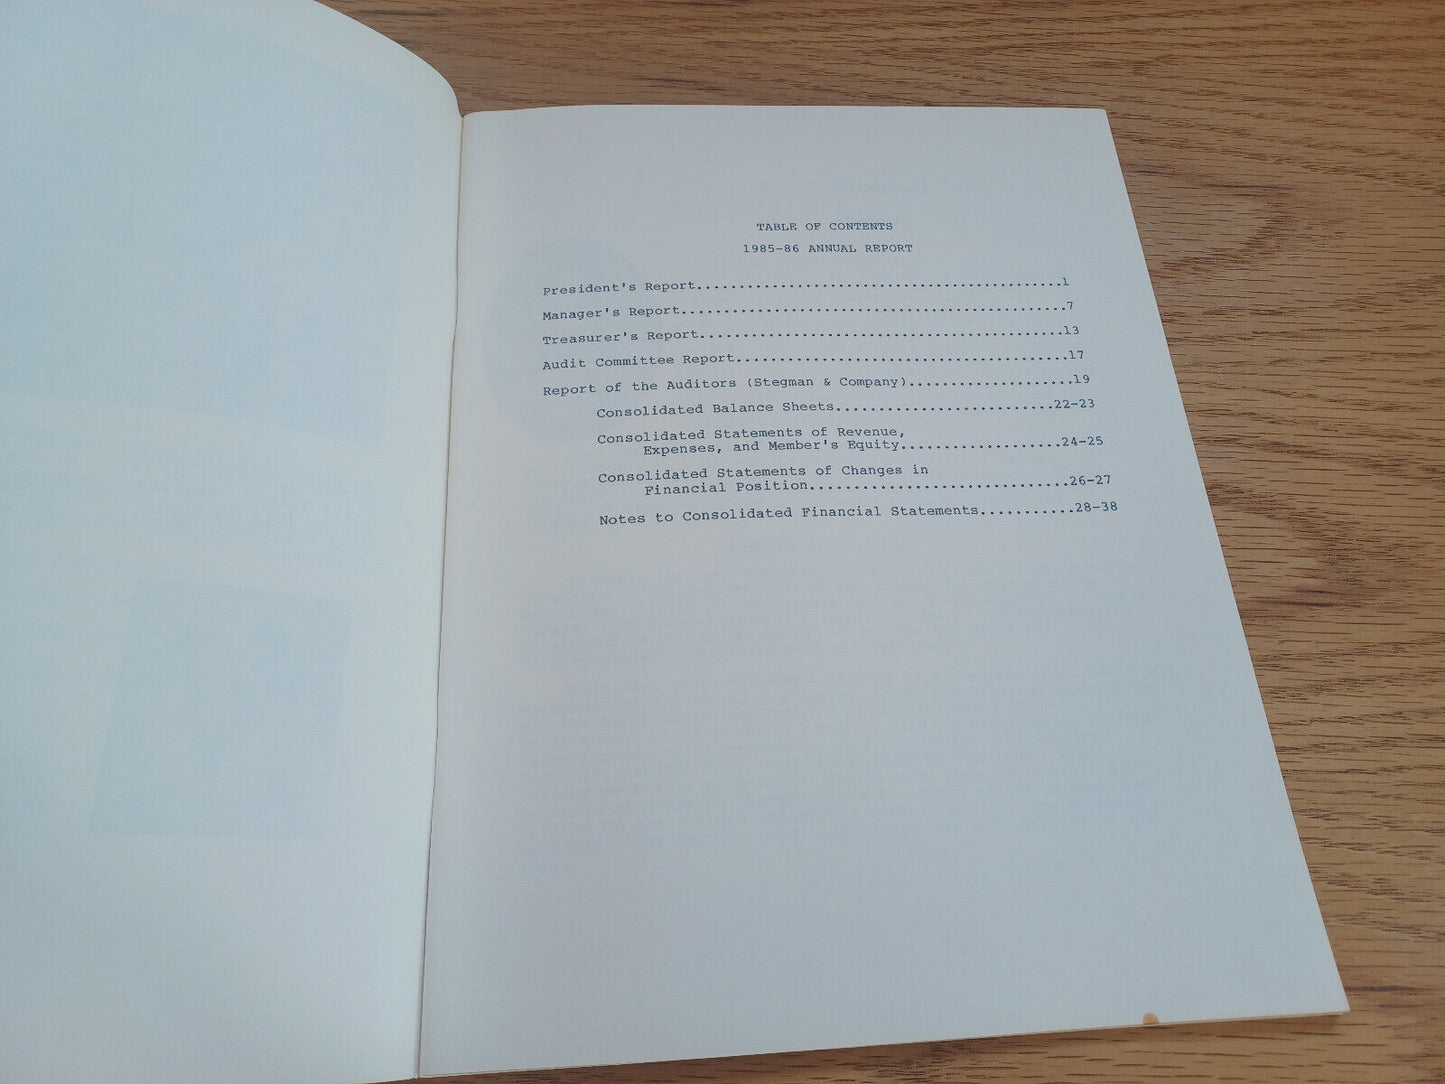 TABLE OF CONTENTS
1985-86 ANNUAL REPORT
President's Report............................................1
Manager's Report..............................................7
Treasurer's Report............................................13
Audit Committee Report........................................17
Report of the Auditors (Stegman & Company)....................19
Consolidated Balance Sheets..........................22-23
Consolidated Statements of Revenue,
Expenses, and Member's Equity...................24-25
Consolidated Statements of Changes in
Financial Position..............................26-27
Notes to Consolidated Financial Statements...........28-38